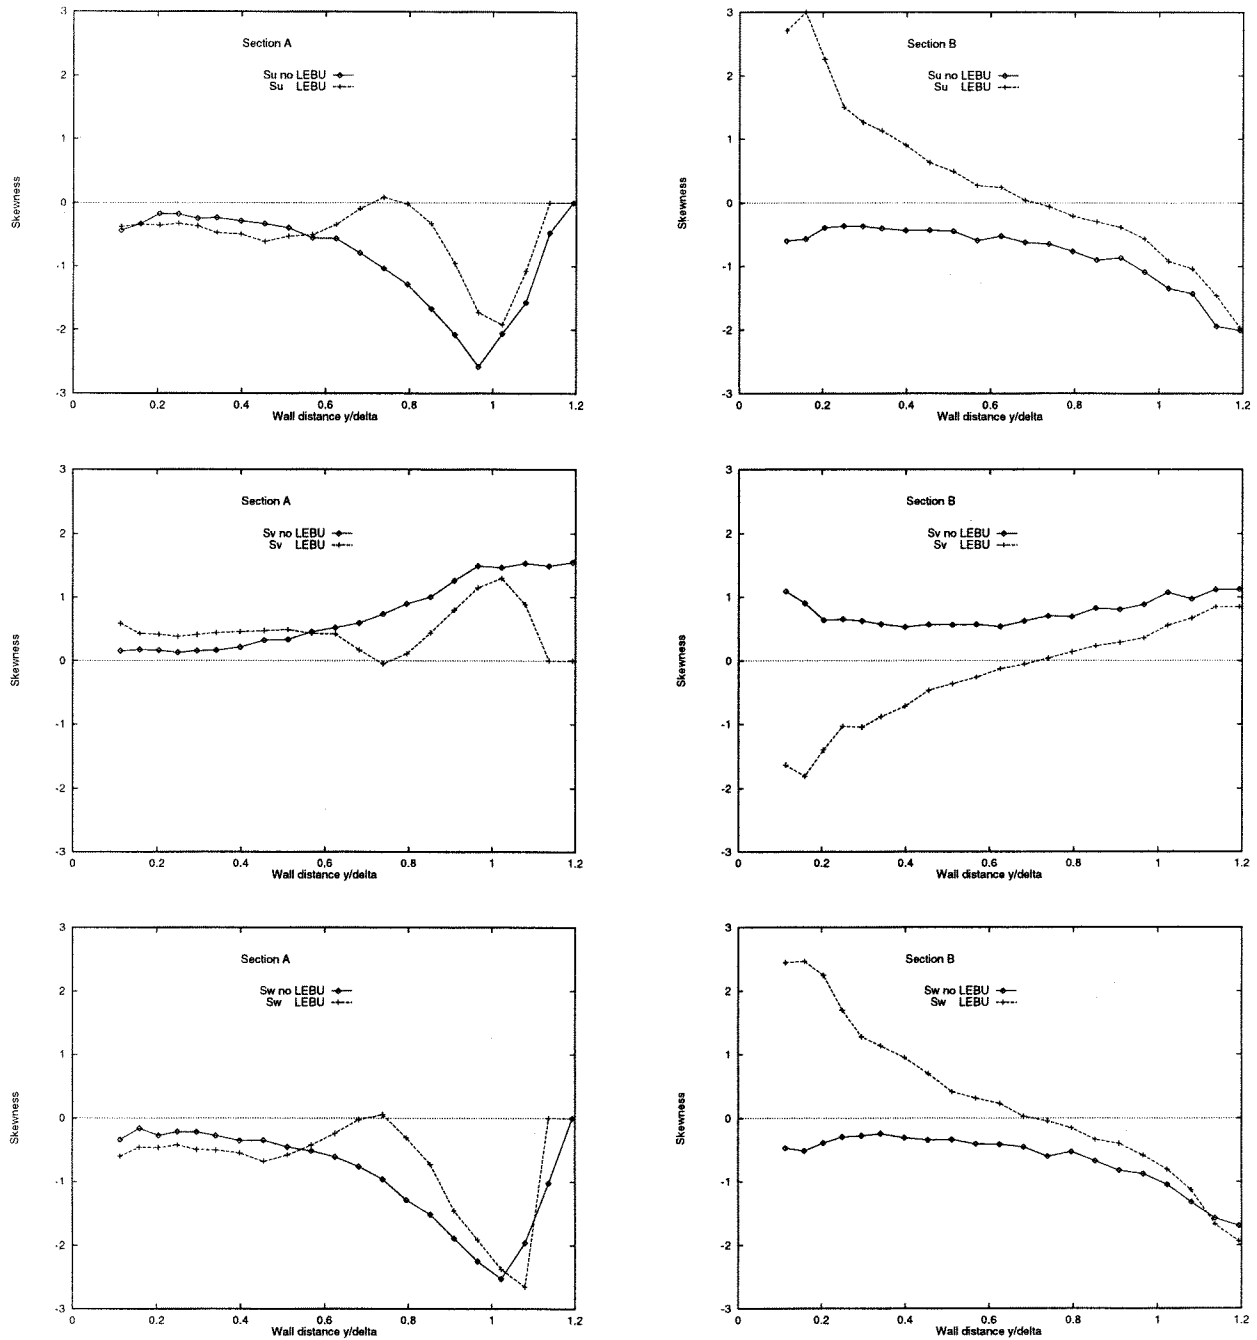 3
2
1
0
-1
-2
-3
Skewness
Section A
Su no LEBU
Su LEBU
0 0.2 0.4 0.6 0.8 1 1.2
Wall distance y/delta
3
2
1
0
-1
-2
-3
Skewness
Section B
Su no LEBU
Su LEBU
0 0.2 0.4 0.6 0.8 1 1.2
Wall distance y/delta
3
2
1
0
-1
-2
-3
Skewness
Section A
Sv no LEBU
Sv LEBU
0 0.2 0.4 0.6 0.8 1 1.2
Wall distance y/delta
3
2
1
0
-1
-2
-3
Skewness
Section B
Sv no LEBU
Sv LEBU
0 0.2 0.4 0.6 0.8 1 1.2
Wall distance y/delta
3
2
1
0
-1
-2
-3
Skewness
Section A
Sw no LEBU
Sw LEBU
0 0.2 0.4 0.6 0.8 1 1.2
Wall distance y/delta
3
2
1
0
-1
-2
-3
Skewness
Section B
Sw no LEBU
Sw LEBU
0 0.2 0.4 0.6 0.8 1 1.2
Wall distance y/delta